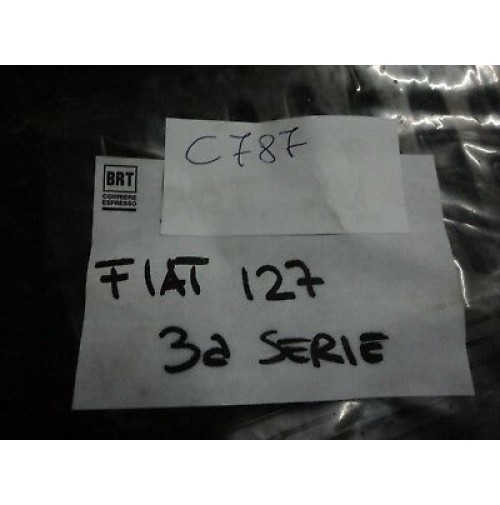 C787
BRT
CORRIERE
ESPRESSO
FIAT 127
3a SERIE